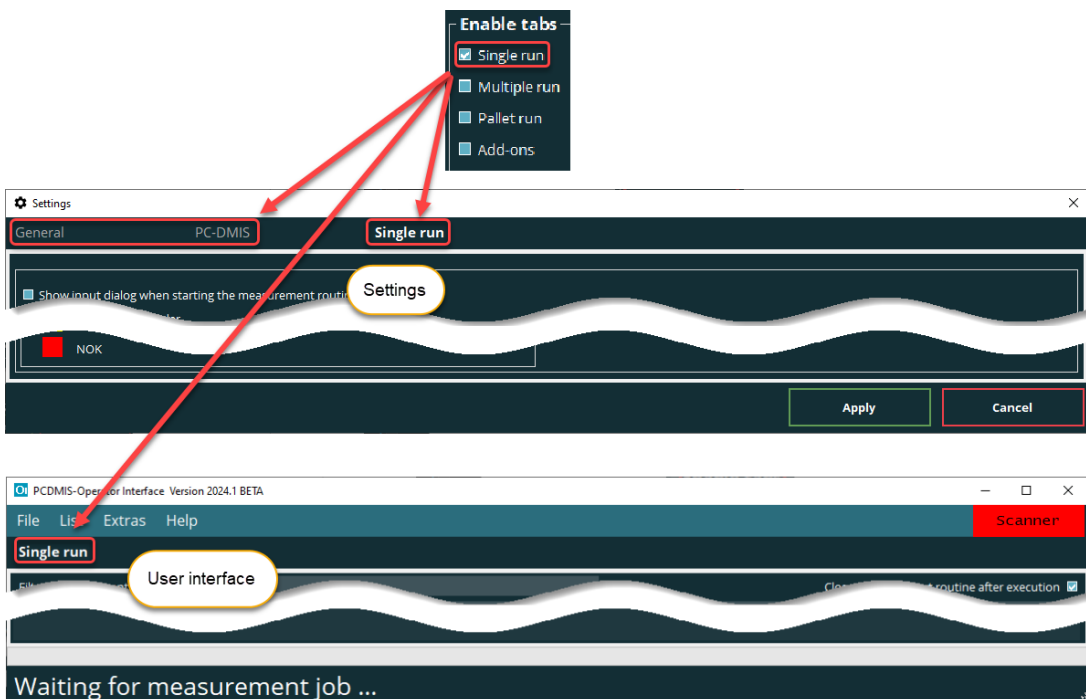 Enable tabs
Single run
Multiple run
Pallet run
Add-ons
Settings
General PC-DMIS Single run
Show input dialog when starting the measurement
Settings
NOK
Apply Cancel
PCDMIS-Operator Interface Version 2024.1 BETA
File Extras Help
Scanner
Single run
User interface
routine after execution
Waiting for measurement job ...